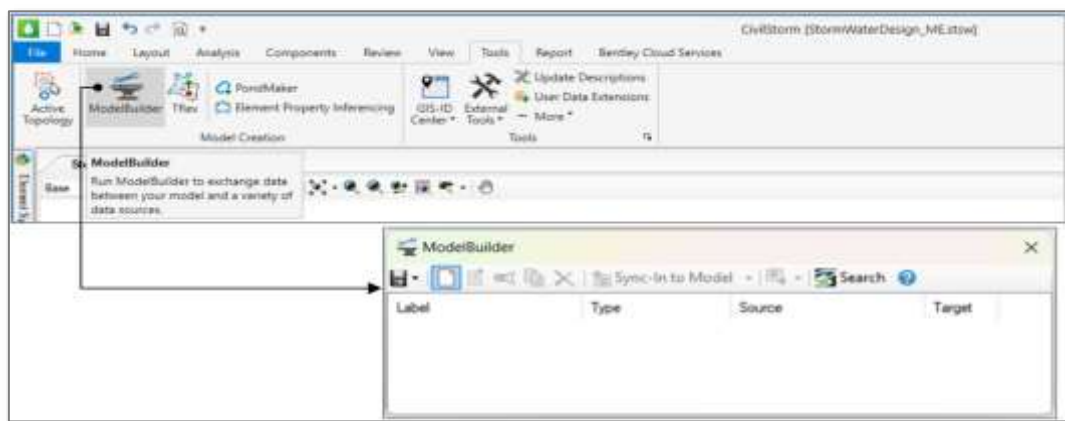 CivilStorm [StormWaterDesign_ME.stsw]
File Home Layout Analysis Components Review View Tools Report Bentley Cloud Services
Active Topology
ModelBuilder
TRex
PondMaker
Element Property Inferencing
Model Creation
GIS-ID Center
External Tools
Update Descriptions
User Data Extensions
More
Tools
ModelBuilder
Run ModelBuilder to exchange data
between your model and a variety of
data sources.
Base
ModelBuilder
Sync-In to Model Search
Label Type Source Target